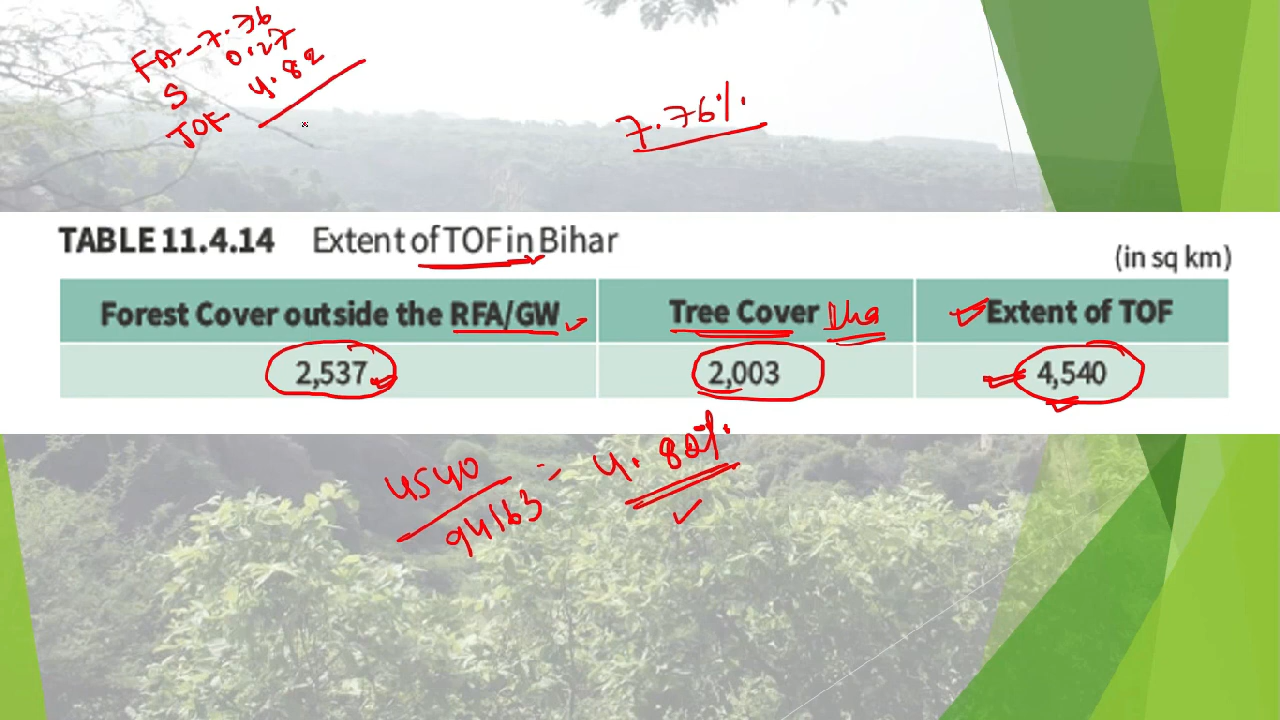 FA - 7.76
S 0.27
TOF 4.82
7.76%
TABLE 11.4.14 Extent of TOF in Bihar
(in sq km)
Forest Cover outside the RFA/GW Tree Cover 1ha Extent of TOF
2,537 2,003 4,540
4540
94163
= 4.82%